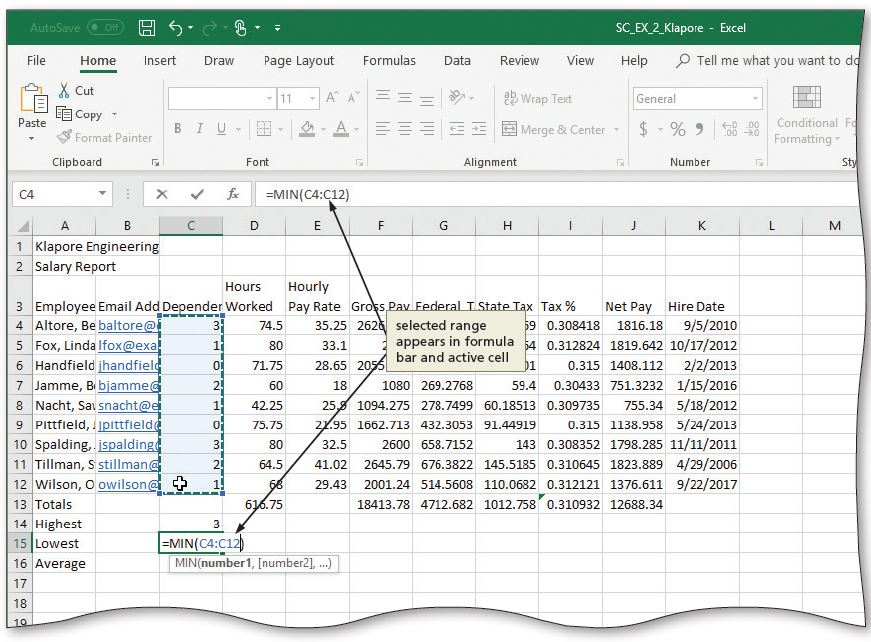 AutoSave Off SC_EX_2_Klapore - Excel
File Home Insert Draw Page Layout Formulas Data Review View Help Tell me what you want to do
Cut
Copy
Format Painter
Paste
Clipboard
11 A A
B I U A
Font
ab Wrap Text
Merge & Center
Alignment
General
$ % 9 .00
Number
Conditional
Formatting
Clipboard Font Alignment Number Sty
C4 fx =MIN(C4:C12)
A B C D E F G H I J K L M
1 Klapore Engineering
2 Salary Report
Hours Hourly
3 Employee Email Add Depender Worked Pay Rate Gross Pay Federal T State Tax Tax % Net Pay Hire Date
4 Altore, Be baltore@ 3 74.5 35.25 2626 69 0.308418 1816.18 9/5/2010
5 Fox, Linda lfox@exa 1 80 33.1 2 64 0.312824 1819.642 10/17/2012
6 Handfield jhandfield 0 71.75 28.65 2055 01 0.315 1408.112 2/2/2013
7 Jamme, Bo bjamme@ 2 60 18 1080 269.2768 59.4 0.30433 751.3232 1/15/2016
8 Nacht, Sav snacht@e 1 42.25 25.9 1094.275 278.7499 60.18513 0.309735 755.34 5/18/2012
9 Pittfield, J jpittfield@ 0 75.75 21.95 1662.713 432.3053 91.44919 0.315 1138.958 5/24/2013
10 Spalding, jspalding@ 3 80 32.5 2600 658.7152 143 0.308352 1798.285 11/11/2011
11 Tillman, S stillman@ 2 64.5 41.02 2645.79 676.3822 145.5185 0.310645 1823.889 4/29/2006
12 Wilson, O owilson@ 1 68 29.43 2001.24 514.5608 110.0682 0.312121 1376.611 9/22/2017
13 Totals 616.75 18413.78 4712.682 1012.758 0.310932 12688.34
14 Highest 3
15 Lowest =MIN(C4:C12)
16 Average MIN(number1, [number2], ...)
17
18
19
selected range
appears in formula
bar and active cell